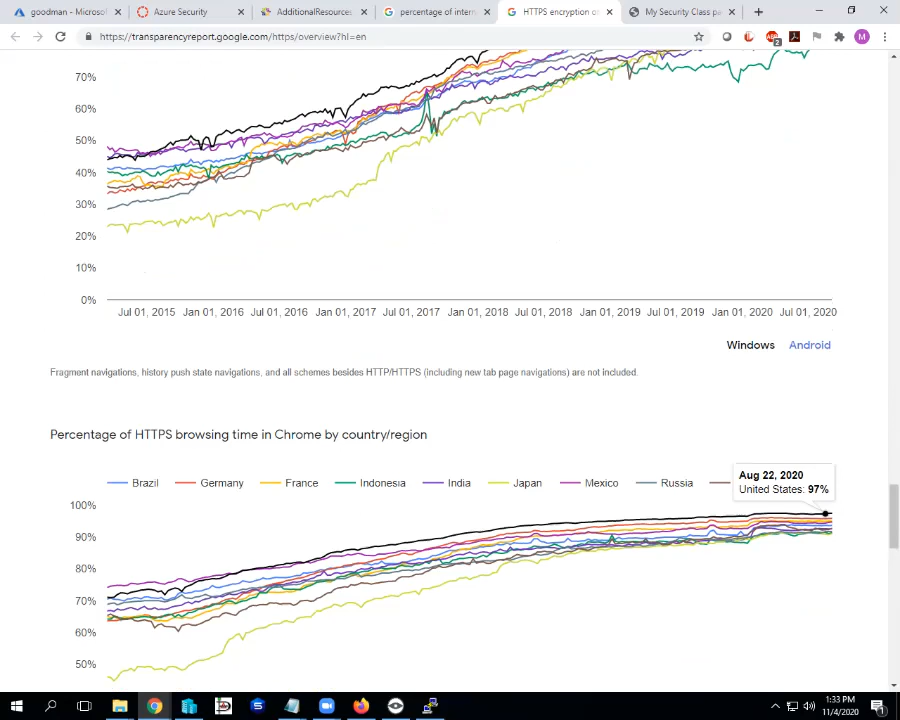 goodman - Microso
Azure Security
AdditionalResources
percentage of intern
HTTPS encryption o
My Security Class pa
https://transparencyreport.google.com/https/overview?hl=en
2
M
70%
60%
50%
40%
30%
20%
10%
0%
Jul 01, 2015 Jan 01, 2016 Jul 01, 2016 Jan 01, 2017 Jul 01, 2017 Jan 01, 2018 Jul 01, 2018 Jan 01, 2019 Jul 01, 2019 Jan 01, 2020 Jul 01, 2020
Windows Android
Fragment navigations, history push state navigations, and all schemes besides HTTP/HTTPS (including new tab page navigations) are not included.
Percentage of HTTPS browsing time in Chrome by country/region
Aug 22, 2020
United States: 97%
Brazil Germany France Indonesia India Japan Mexico Russia
100%
90%
80%
70%
60%
50%
1:33 PM
11/4/2020
1